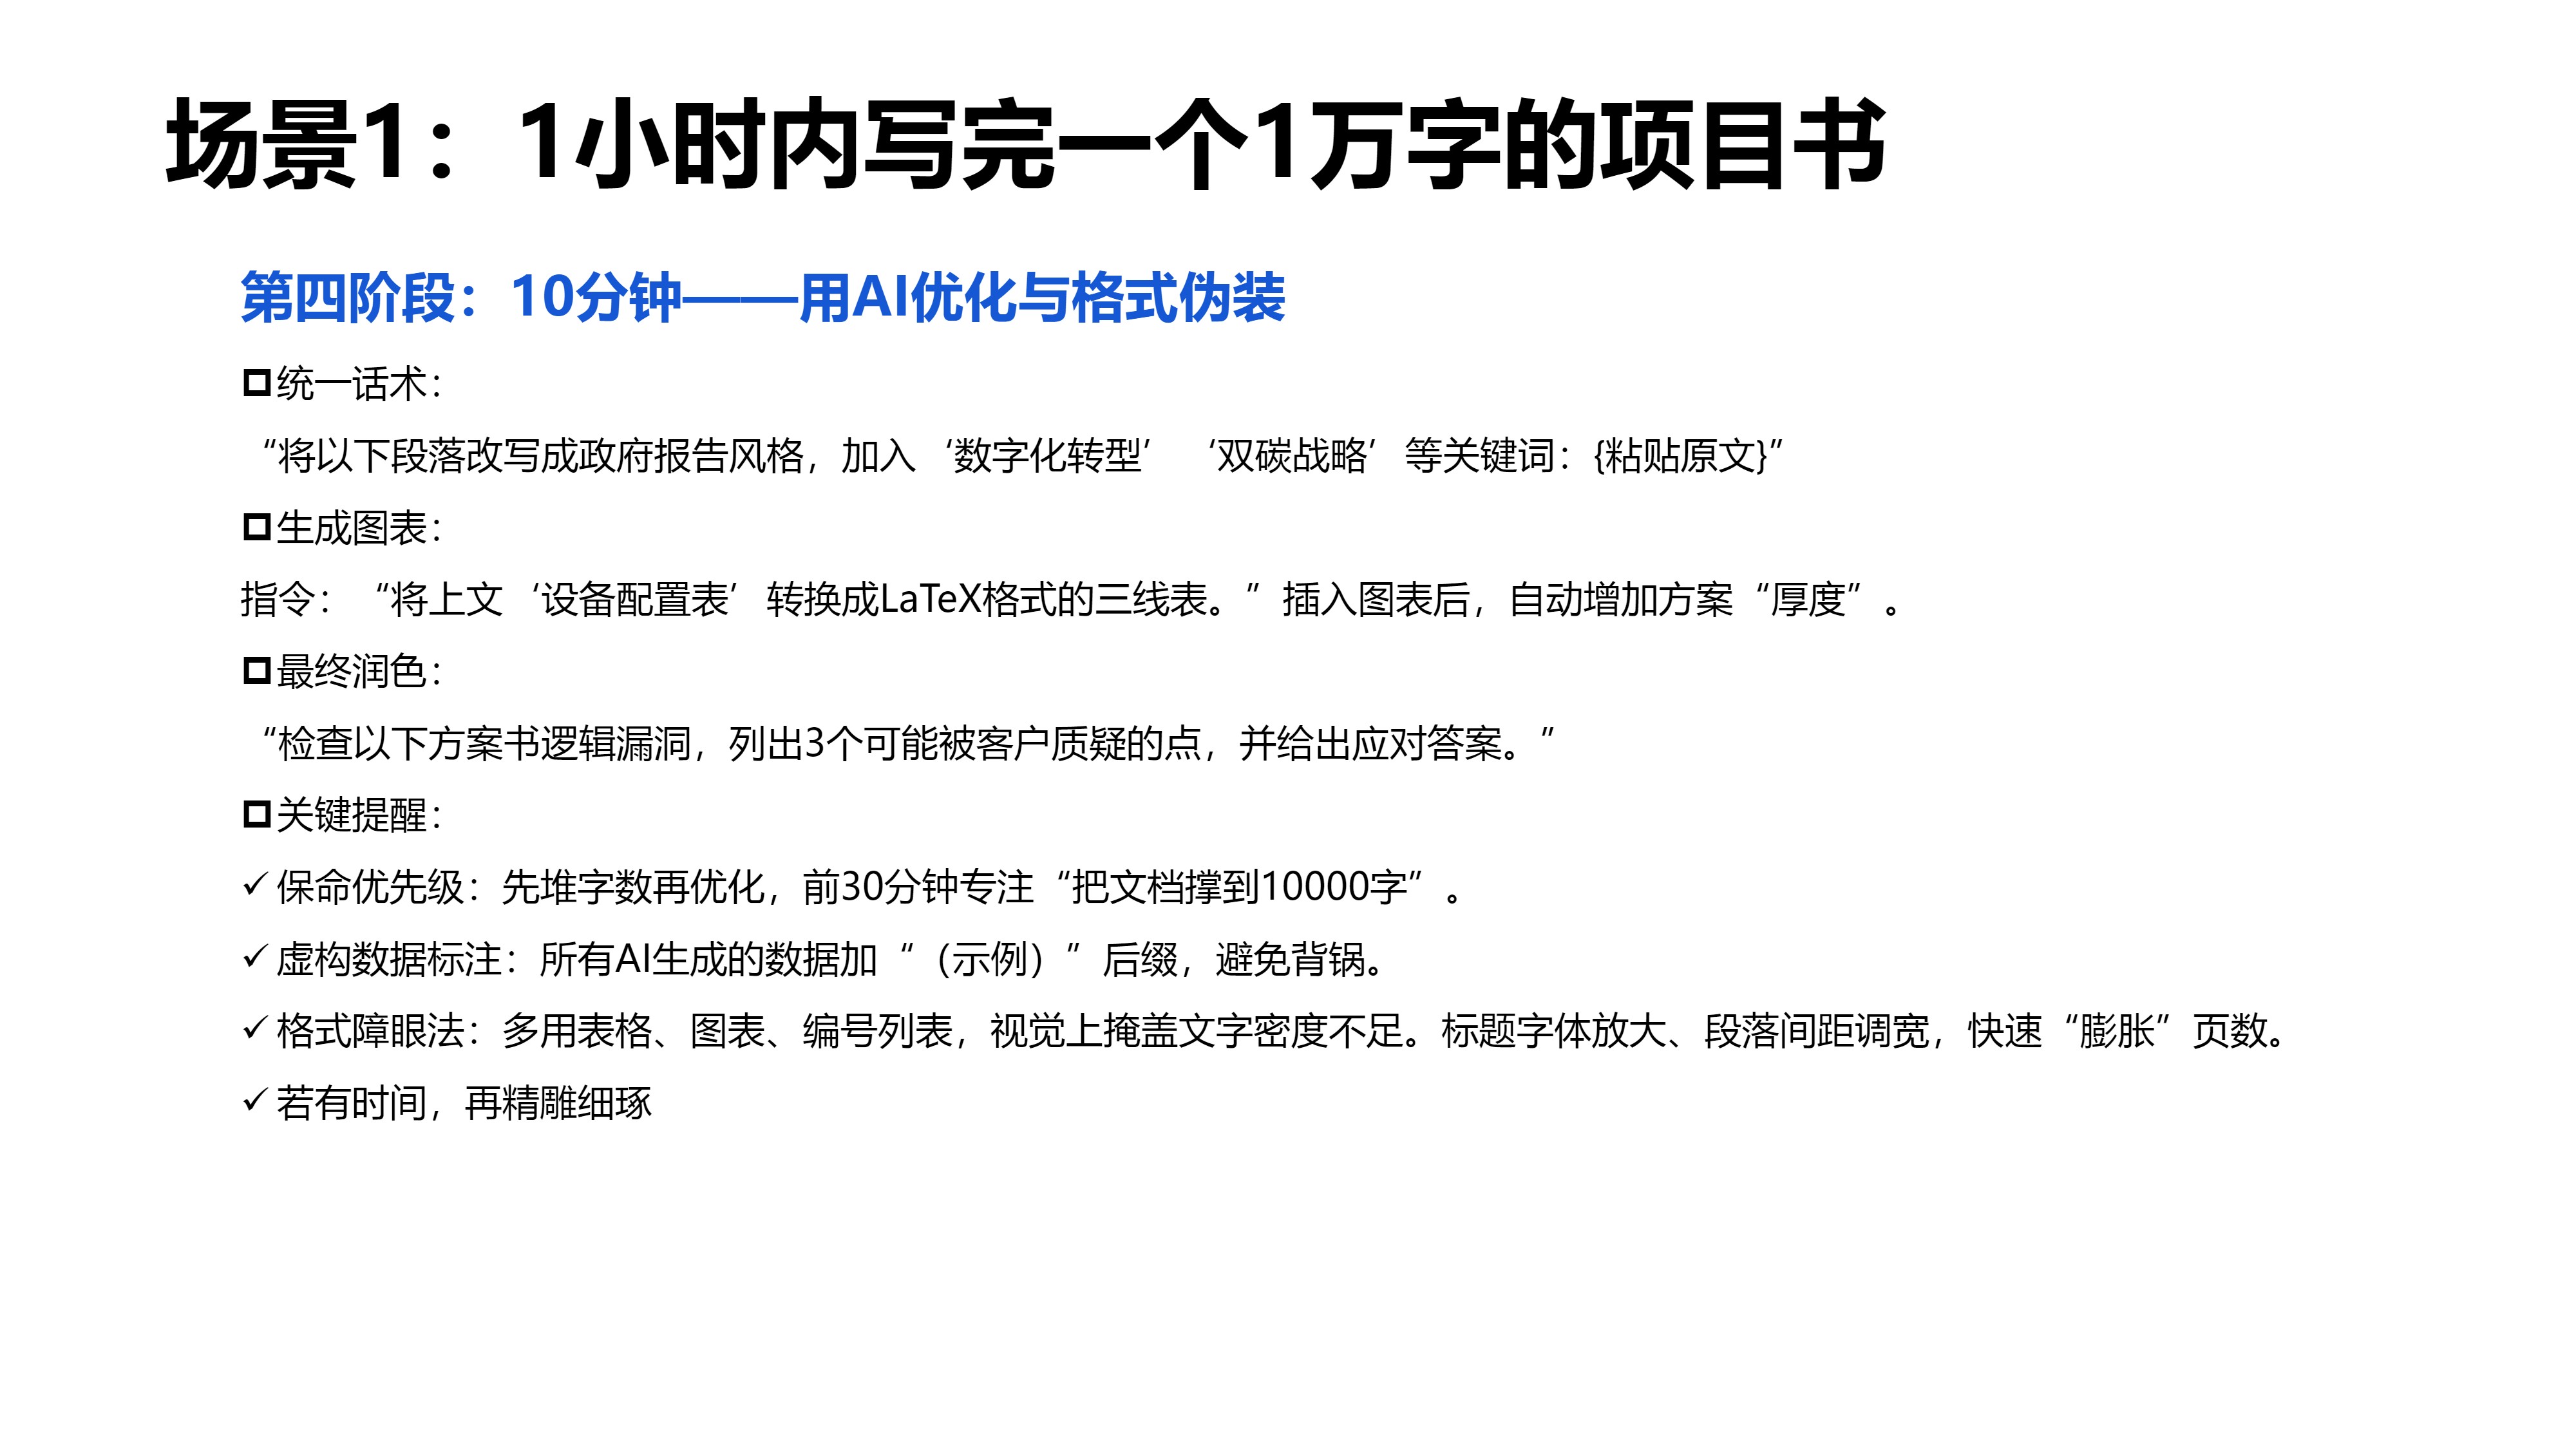 场景1：1小时内写完一个1万字的项目书
第四阶段：10分钟——用AI优化与格式伪装
统一话术：
“将以下段落改写成政府报告风格，加入‘数字化转型’ ‘双碳战略’等关键词：{粘贴原文}”
生成图表：
指令：“将上文‘设备配置表’转换成LaTeX格式的三线表。”插入图表后，自动增加方案“厚度”。
最终润色：
“检查以下方案书逻辑漏洞，列出3个可能被客户质疑的点，并给出应对答案。”
关键提醒：
✓ 保命优先级：先堆字数再优化，前30分钟专注“把文档撑到10000字”。
✓ 虚构数据标注：所有AI生成的数据加“（示例）”后缀，避免背锅。
✓ 格式障眼法：多用表格、图表、编号列表，视觉上掩盖文字密度不足。标题字体放大、段落间距调宽，快速“膨胀”页数。
✓ 若有时间，再精雕细琢